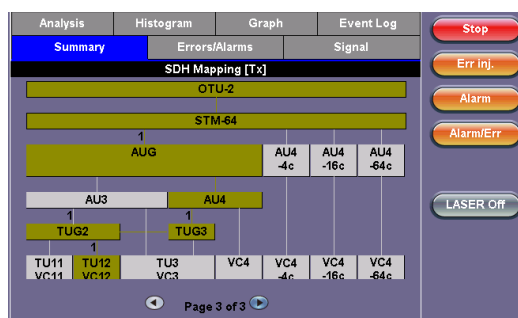 Analysis Histogram Graph Event Log
Summary Errors/Alarms Signal
SDH Mapping [Tx]
OTU-2
STM-64
1
AUG AU4 AU4 AU4
-4c -16c -64c
AU3 AU4
1 1
TUG2 TUG3
1
TU11 TU12 TU3 VC4 VC4 VC4 VC4
VC11 VC12 VC3 -4c -16c -64c
Page 3 of 3
Stop
Err inj.
Alarm
Alarm/Err
LASER Off